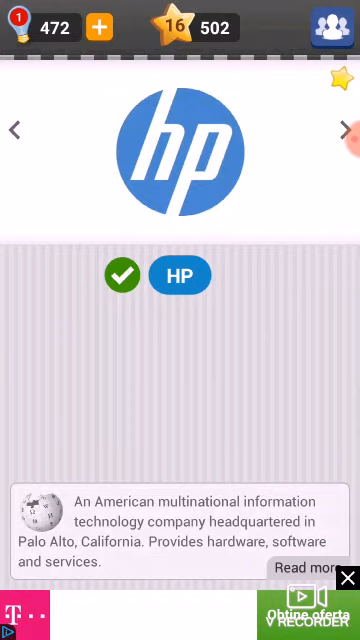 1
472
16
502
hp
HP
An American multinational information
technology company headquartered in
Palo Alto, California. Provides hardware, software
and services.
Read more
T
Obține oferta
V RECORDER